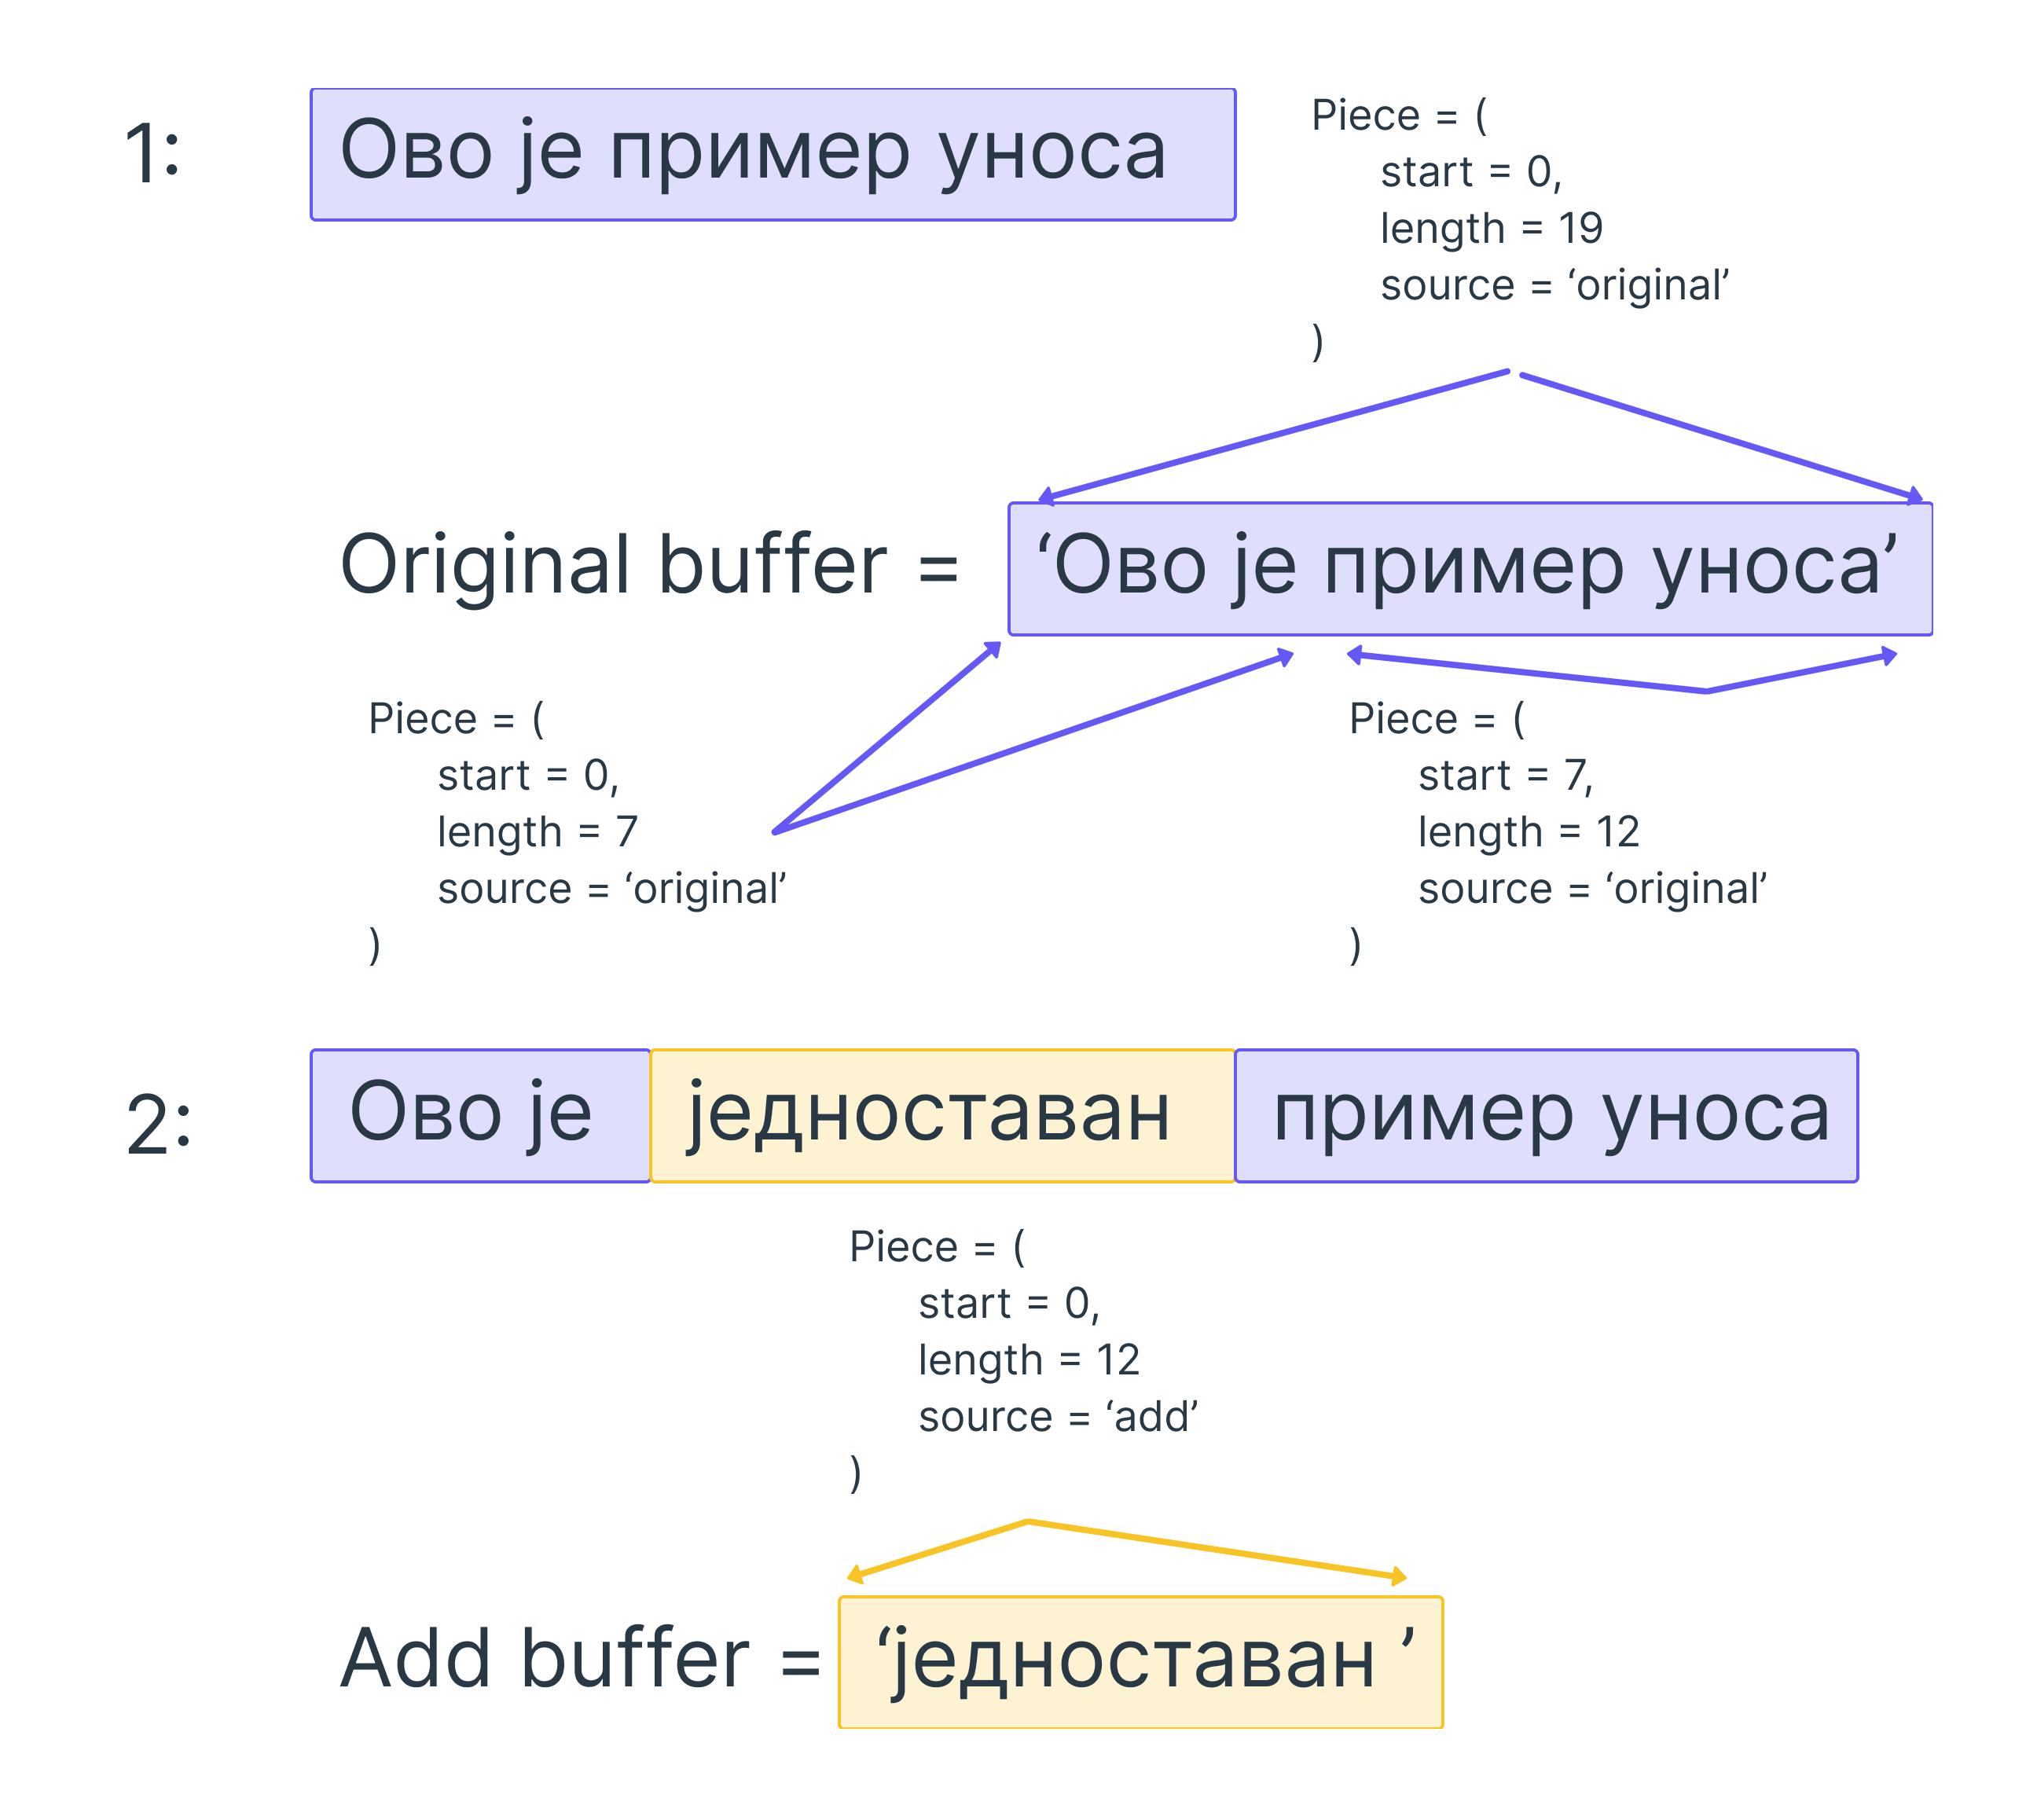 1:
Ово је пример уноса
Piece = (
start = 0,
length = 19
source = ‘original’
)
Original buffer = ‘Ово је пример уноса’
Piece = (
start = 0,
length = 7
source = ‘original’
)
Piece = (
start = 7,
length = 12
source = ‘original’
)
2:
Ово је једноставан пример уноса
Piece = (
start = 0,
length = 12
source = ‘add’
)
Add buffer = ‘једноставан ’